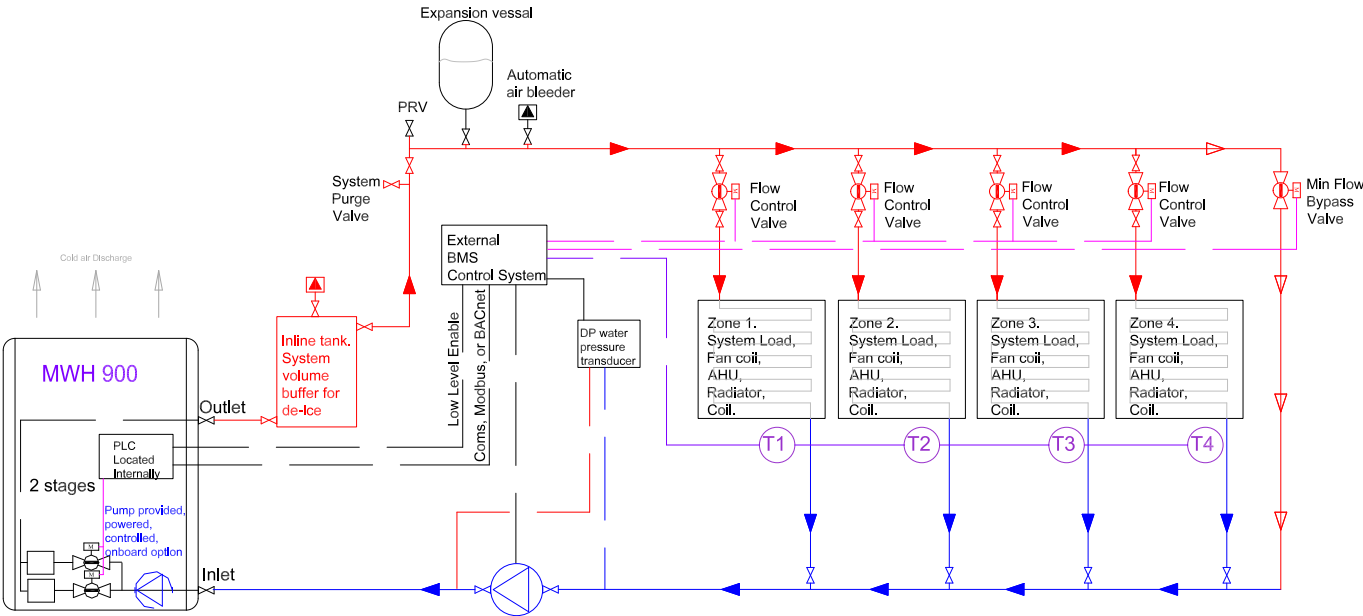 Expansion vessel
Automatic
air bleeder
PRV
System
Purge
Valve
Flow
Control
Valve
Flow
Control
Valve
Flow
Control
Valve
Flow
Control
Valve
Min Flow
Bypass
Valve
M
M
M
M
M
External
BMS
Control System
Cold air Discharge
DP water
pressure
transducer
Low Level Enable
Coms, Modbus, or BACnet
Inline tank.
System
volume
buffer for
de-Ice
Zone 1.
System Load,
Fan coil,
AHU,
Radiator,
Coil.
Zone 2.
System Load,
Fan coil,
AHU,
Radiator,
Coil.
Zone 3.
System Load,
Fan coil,
AHU,
Radiator,
Coil.
Zone 4.
System Load,
Fan coil,
AHU,
Radiator,
Coil.
MWH 900
Outlet
PLC
Located
Internally
T1
T2
T3
T4
2 stages
Pump provided,
powered,
controlled,
onboard option
M
M
Inlet